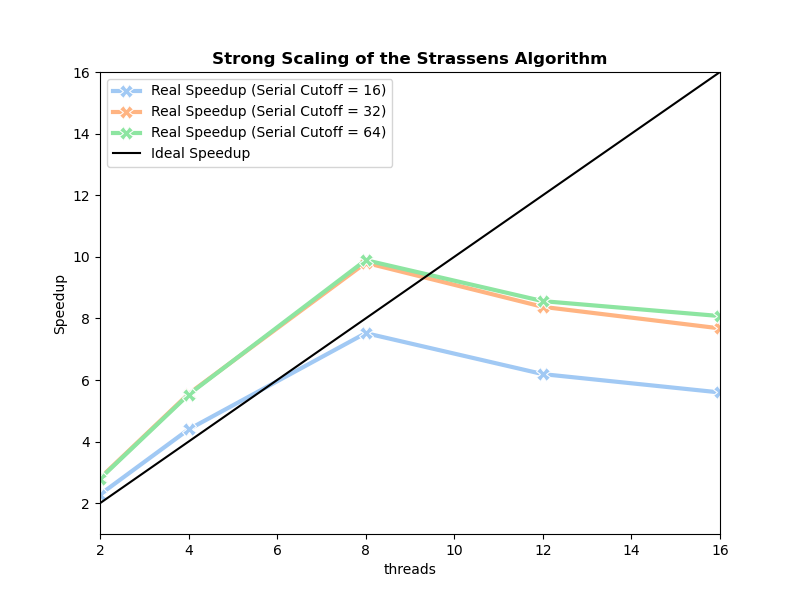 Strong Scaling of the Strassens Algorithm
Real Speedup (Serial Cutoff = 16)
Real Speedup (Serial Cutoff = 32)
Real Speedup (Serial Cutoff = 64)
Ideal Speedup
Speedup
16
14
12
10
8
6
4
2
2 4 6 8 10 12 14 16
threads